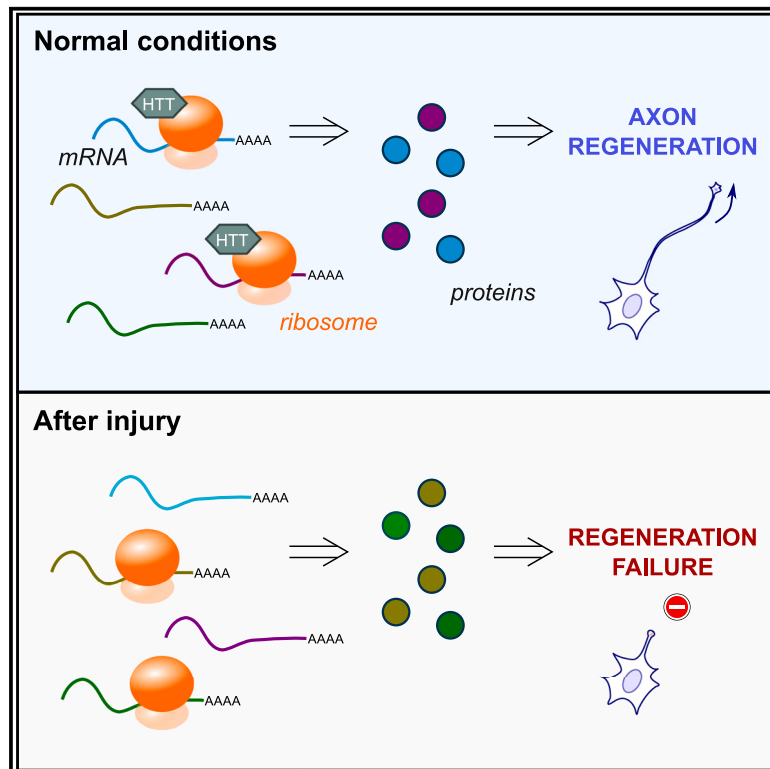 Normal conditions
HTT
mRNA
AAAA
AAAA
HTT
AAAA
AAAA
ribosome
proteins
AXON
REGENERATION
After injury
AAAA
AAAA
AAAA
AAAA
REGENERATION
FAILURE